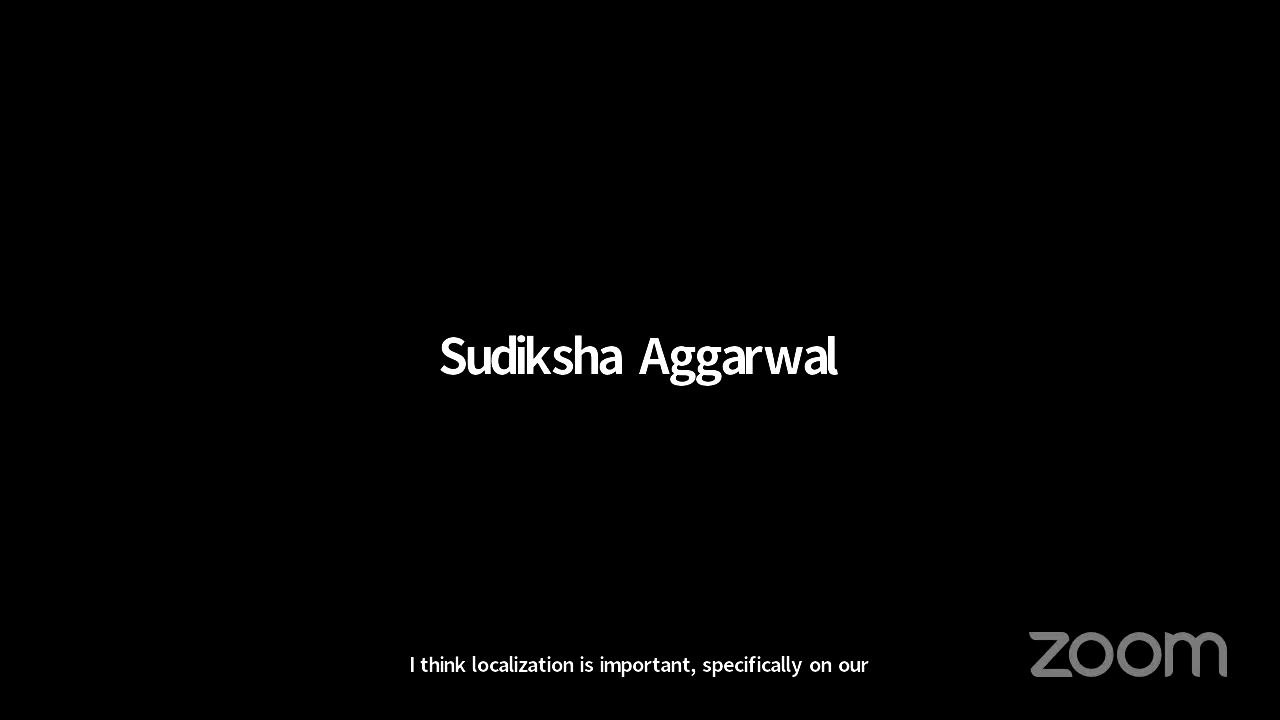 Sudiksha Aggarwal
I think localization is important, specifically on our
zoom